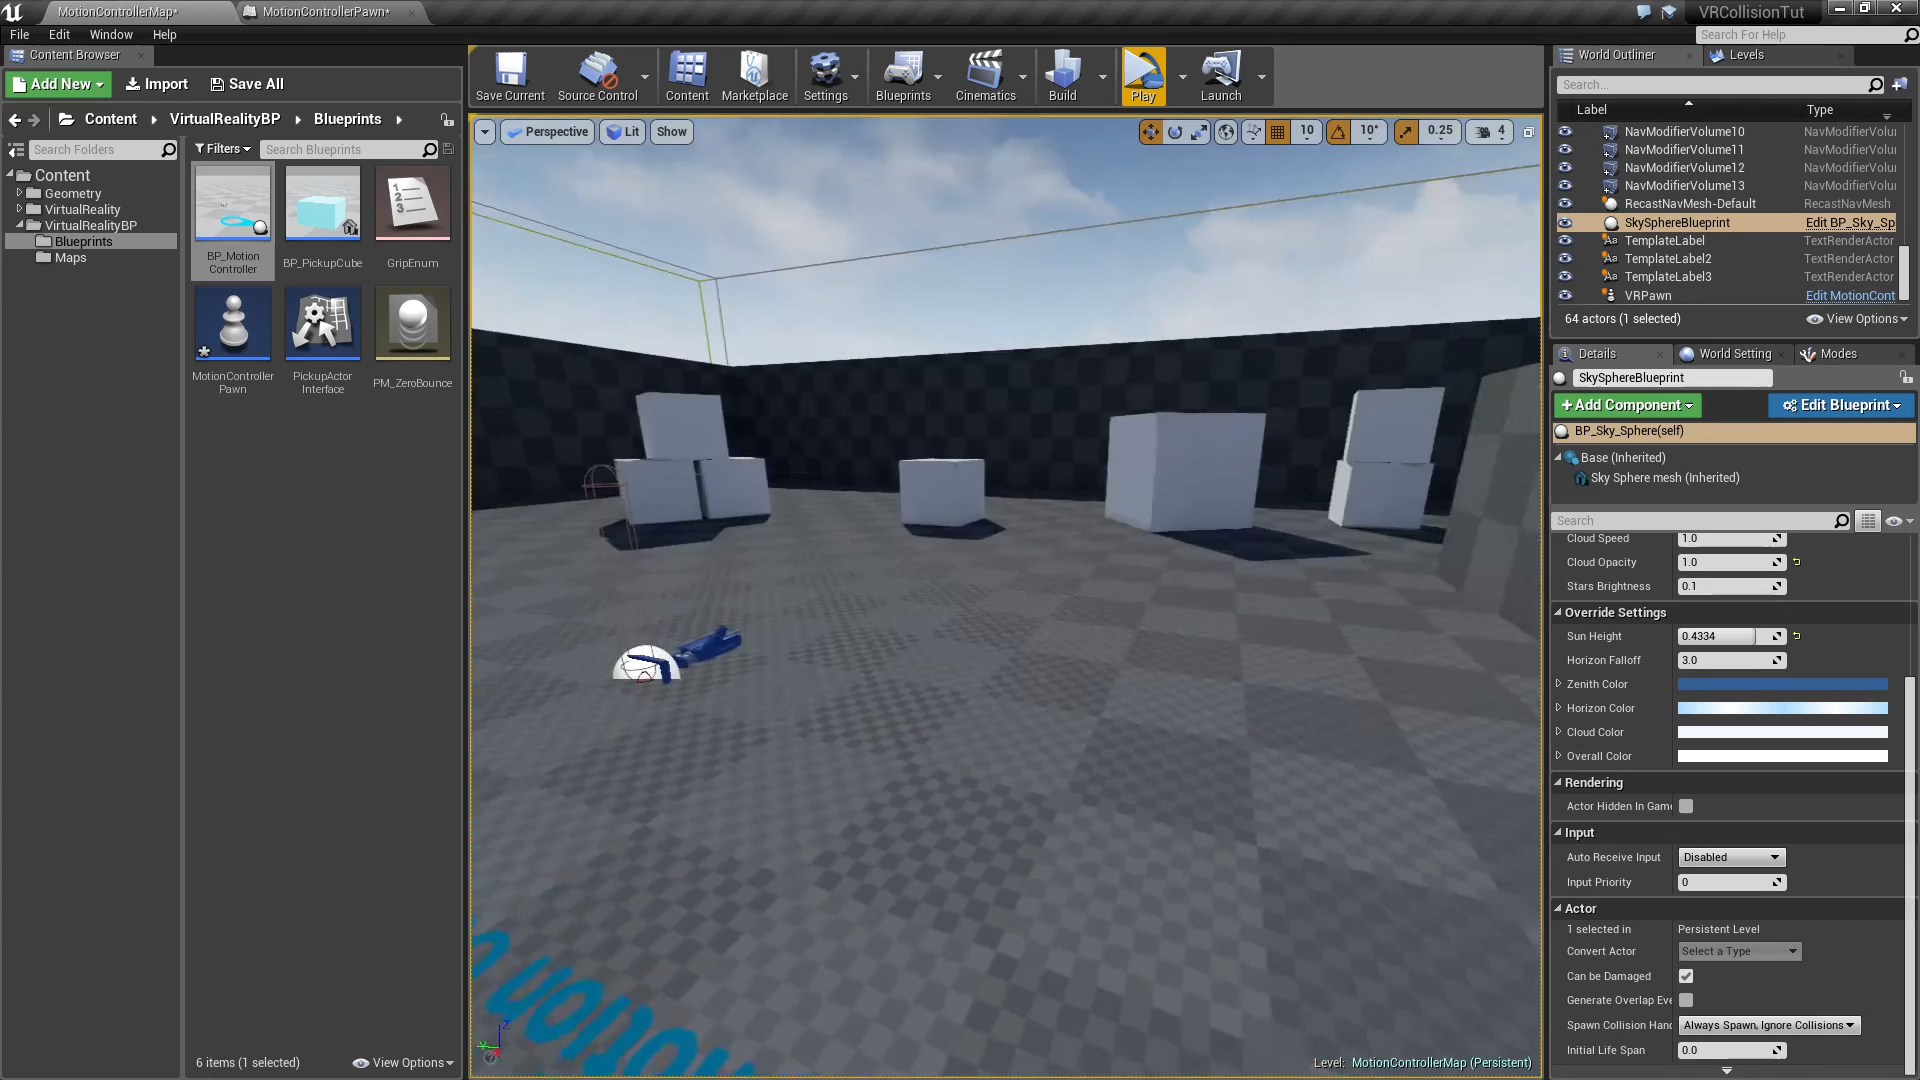 MotionControllerMap*
MotionControllerPawn*
VRCollisionTut
File
Edit
Window
Help
Search For Help
Content Browser
Add New
Import
Save All
Save Current
Source Control
Content
Marketplace
Settings
Blueprints
Cinematics
Build
Play
Launch
World Outliner
Levels
Search...
Label
Type
Content
VirtualRealityBP
Blueprints
Search Folders
Filters
Search Blueprints
Content
Geometry
VirtualReality
VirtualRealityBP
Blueprints
Maps
BP_Motion
Controller
BP_PickupCube
GripEnum
MotionController
Pawn
PickupActor
Interface
PM_ZeroBounce
6 items (1 selected)
View Options
Perspective
Lit
Show
10
10°
0.25
4
Level: MotionControllerMap (Persistent)
NavModifierVolume10 NavModifierVolu
NavModifierVolume11 NavModifierVolu
NavModifierVolume12 NavModifierVolu
NavModifierVolume13 NavModifierVolu
RecastNavMesh-Default RecastNavMesh
SkySphereBlueprint Edit BP_Sky_Sp
TemplateLabel TextRenderActor
TemplateLabel2 TextRenderActor
TemplateLabel3 TextRenderActor
VRPawn Edit MotionCont
64 actors (1 selected)
View Options
Details
World Setting
Modes
SkySphereBlueprint
Add Component
Edit Blueprint
BP_Sky_Sphere(self)
Base (Inherited)
Sky Sphere mesh (Inherited)
Search
Cloud Speed 1.0
Cloud Opacity 1.0
Stars Brightness 0.1
Override Settings
Sun Height 0.4334
Horizon Falloff 3.0
Zenith Color
Horizon Color
Cloud Color
Overall Color
Rendering
Actor Hidden In Game
Input
Auto Receive Input Disabled
Input Priority 0
Actor
1 selected in Persistent Level
Convert Actor Select a Type
Can be Damaged
Generate Overlap Eve
Spawn Collision Hand Always Spawn, Ignore Collisions
Initial Life Span 0.0